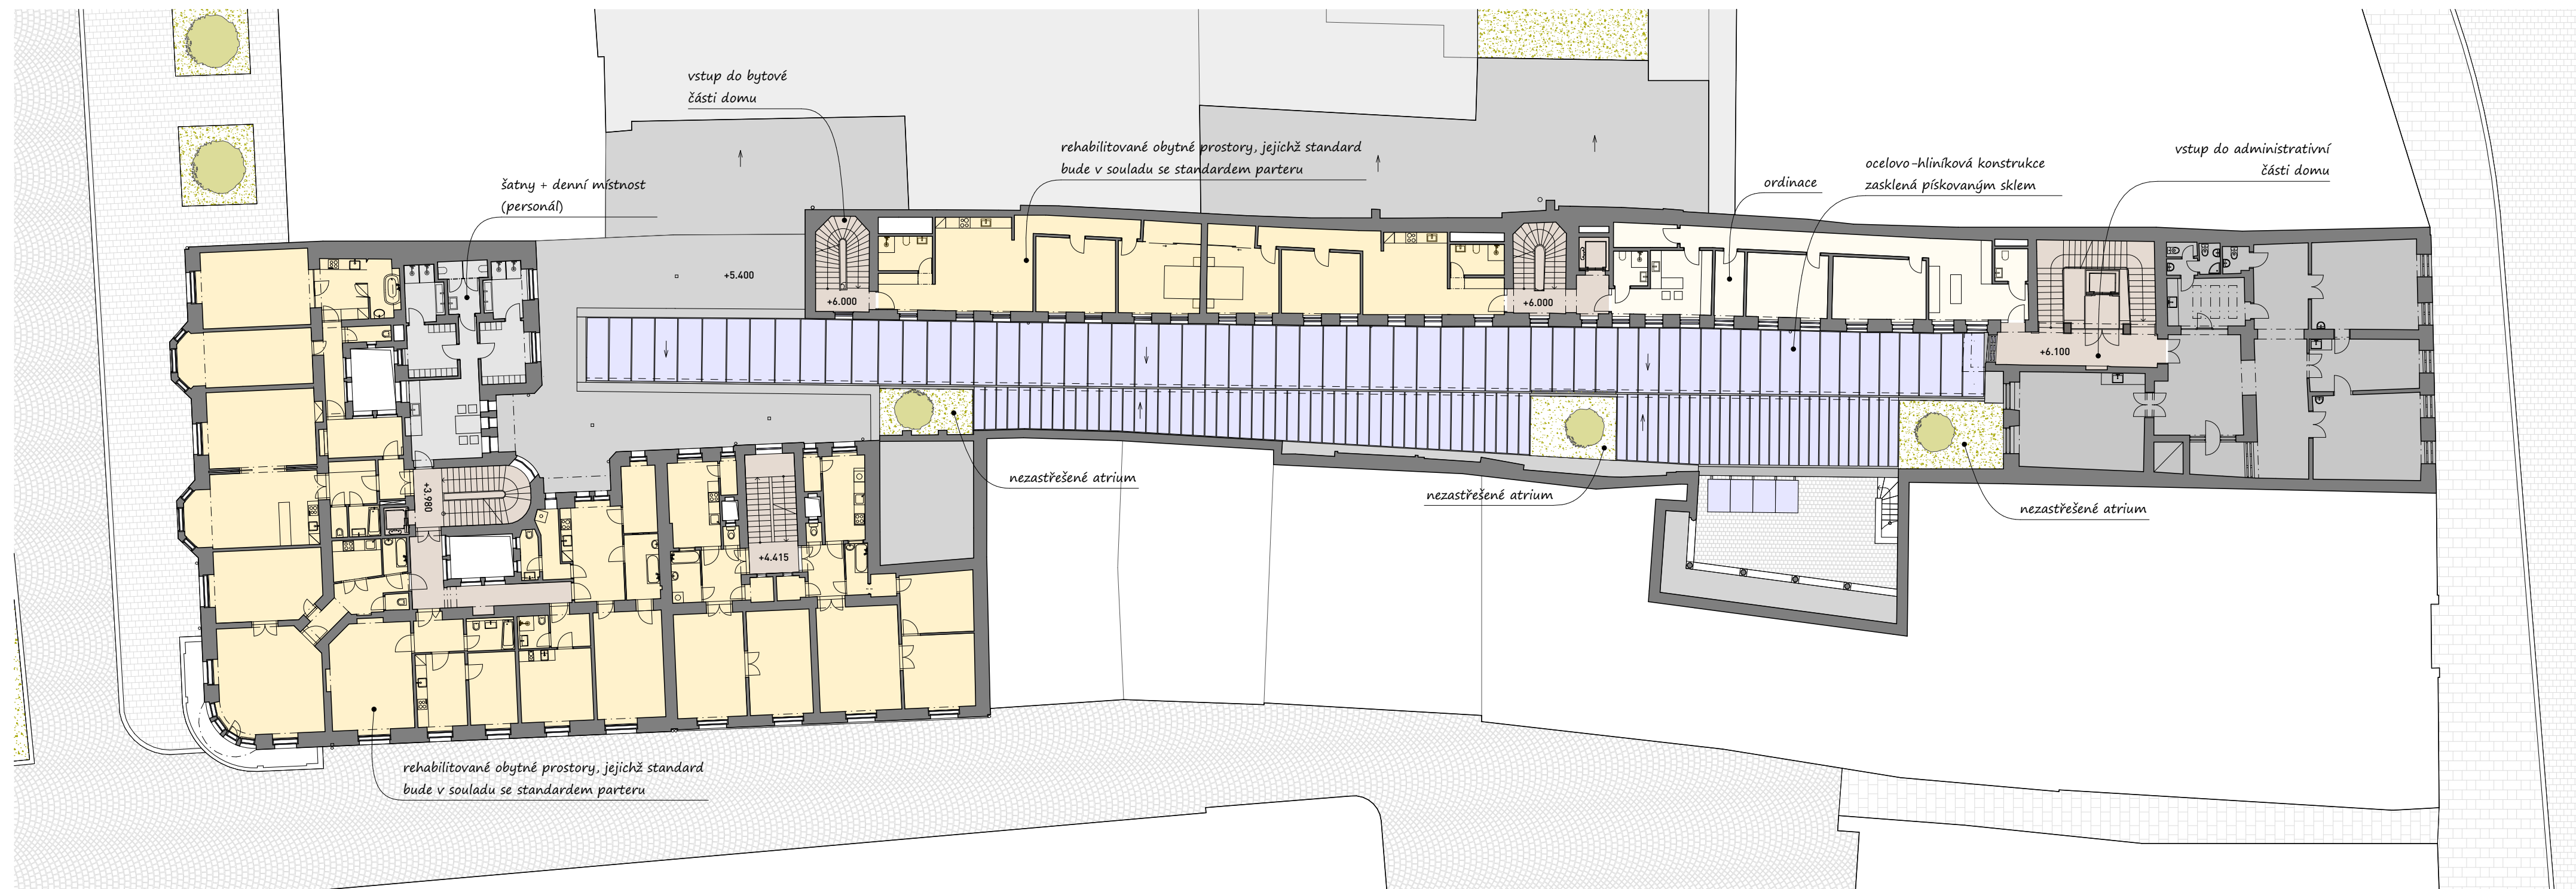 vstup do bytové
části domu
rehabilitované obytné prostory, jejichž standard
bude v souladu se standardem parteru
vstup do administrativní
části domu
ocelovo-hliníková konstrukce
zasklená pískovaným sklem
ordinace
šatny + denní místnost
(personál)
+5.400
+6.000
+6.000
+6.100
nezastřešené atrium
nezastřešené atrium
nezastřešené atrium
+3.980
+4.415
rehabilitované obytné prostory, jejichž standard
bude v souladu se standardem parteru